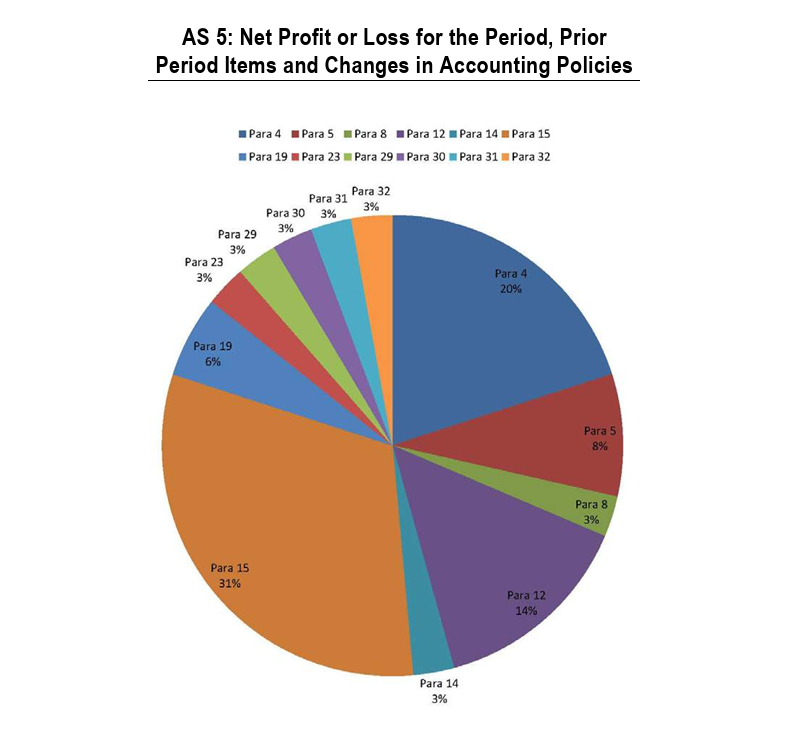 AS 5: Net Profit or Loss for the Period, Prior
Period Items and Changes in Accounting Policies
Para 4 Para 5 Para 8 Para 12 Para 14 Para 15
Para 19 Para 23 Para 29 Para 30 Para 31 Para 32
Para 32
3%
Para 31
3%
Para 30
3%
Para 29
3%
Para 23
3%
Para 19
6%
Para 4
20%
Para 5
8%
Para 8
3%
Para 12
14%
Para 14
3%
Para 15
31%